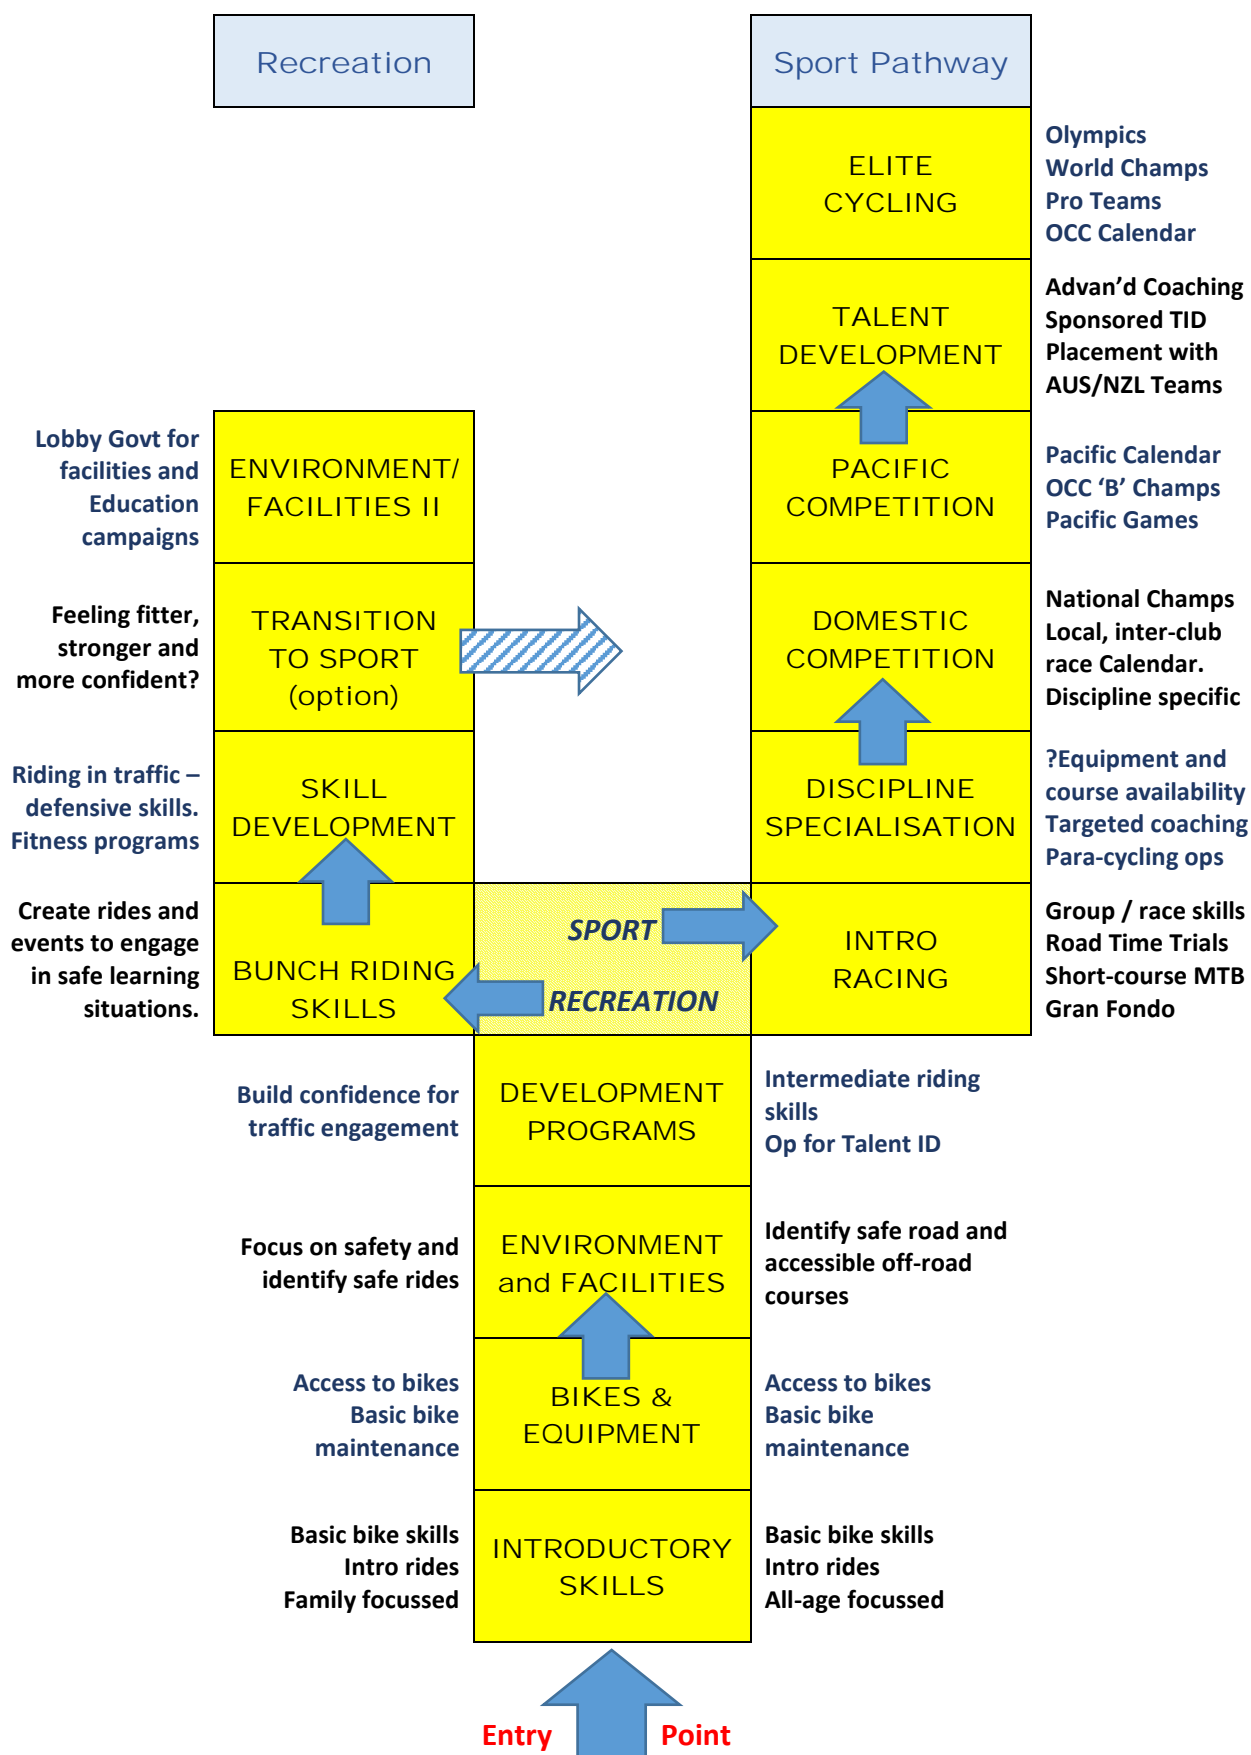 Recreation
Sport Pathway
ELITE
CYCLING
Olympics
World Champs
Pro Teams
OCC Calendar
TALENT
DEVELOPMENT
Advan’d Coaching
Sponsored TID
Placement with
AUS/NZL Teams
Lobby Govt for
facilities and
Education
campaigns
ENVIRONMENT/
FACILITIES II
PACIFIC
COMPETITION
Pacific Calendar
OCC ‘B’ Champs
Pacific Games
Feeling fitter,
stronger and
more confident?
TRANSITION
TO SPORT
(option)
DOMESTIC
COMPETITION
National Champs
Local, inter-club
race Calendar.
Discipline specific
Riding in traffic –
defensive skills.
Fitness programs
SKILL
DEVELOPMENT
DISCIPLINE
SPECIALISATION
?Equipment and
course availability
Targeted coaching
Para-cycling ops
Create rides and
events to engage
in safe learning
situations.
BUNCH RIDING
SKILLS
SPORT
RECREATION
INTRO
RACING
Group / race skills
Road Time Trials
Short-course MTB
Gran Fondo
Build confidence for
traffic engagement
DEVELOPMENT
PROGRAMS
Intermediate riding
skills
Op for Talent ID
Focus on safety and
identify safe rides
ENVIRONMENT
and FACILITIES
Identify safe road and
accessible off-road
courses
Access to bikes
Basic bike
maintenance
BIKES &
EQUIPMENT
Access to bikes
Basic bike
maintenance
Basic bike skills
Intro rides
Family focussed
INTRODUCTORY
SKILLS
Basic bike skills
Intro rides
All-age focussed
Entry Point